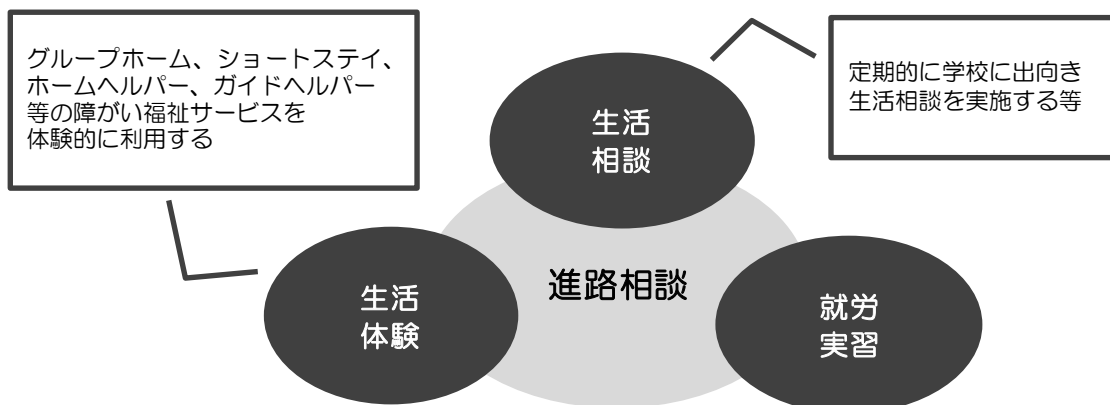 グループホーム、ショートステイ、
ホームヘルパー、ガイドヘルパー
等の障がい福祉サービスを
体験的に利用する
定期的に学校に出向き
生活相談を実施する等
生活
相談
進路相談
生活
体験
就労
実習